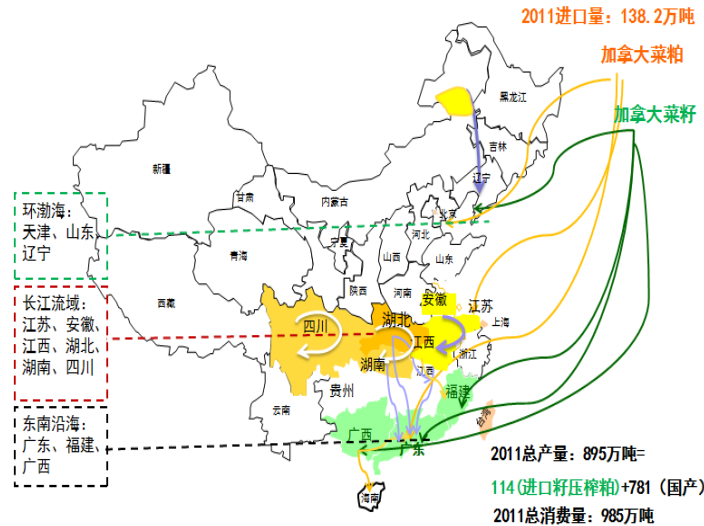 2011进口量：138.2万吨
加拿大菜粕
加拿大菜籽
黑龙江
吉林
辽宁
新疆
甘肃
内蒙古
北京
环渤海：
天津、山东、
辽宁
宁夏
河北
青海
山西
山东
陕西
河南
西藏
长江流域：
江苏、安徽、
江西、湖北、
湖南、四川
安徽
江苏
四川
湖北
上海
江西
浙江
湖南
江西
贵州
福建
云南
台湾
东南沿海：
广东、福建、
广西
广西
广东
海南
2011总产量：895万吨=
114(进口籽压榨粕)+781（国产）
2011总消费量：985万吨